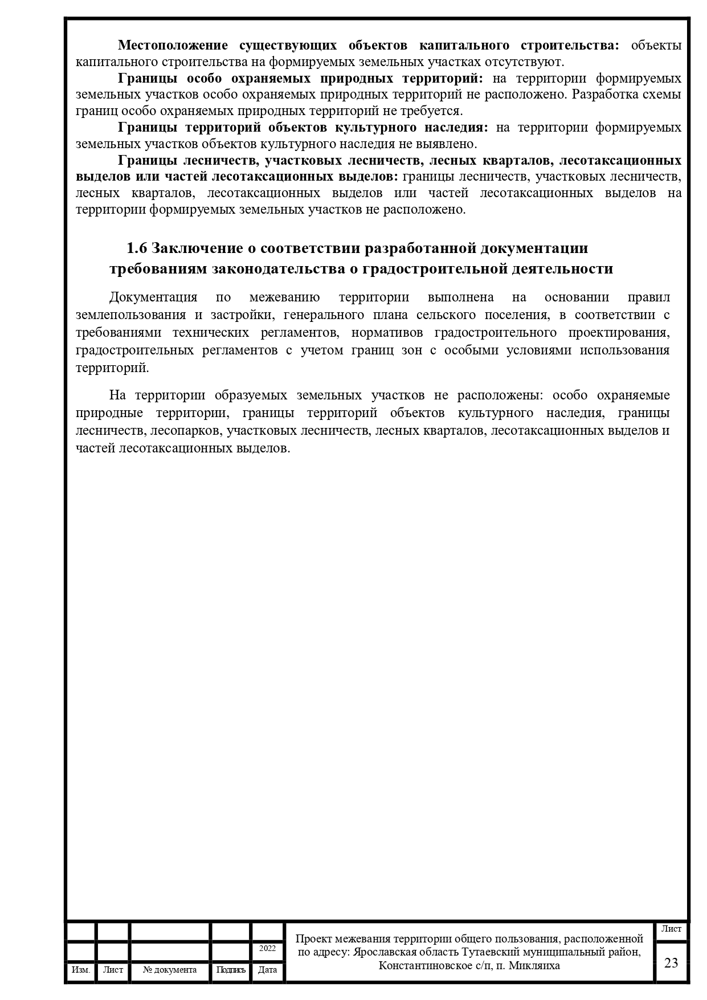 Местоположение существующих объектов капитального строительства: объекты
капитального строительства на формируемых земельных участках отсутствуют.
Границы особо охраняемых природных территорий: на территории формируемых
земельных участков особо охраняемых природных территорий не расположено. Разработка схемы
границ особо охраняемых природных территорий не требуется.
Границы территорий объектов культурного наследия: на территории формируемых
земельных участков объектов культурного наследия не выявлено.
Границы лесничеств, участковых лесничеств, лесных кварталов, лесотаксационных
выделов или частей лесотаксационных выделов: границы лесничеств, участковых лесничеств,
лесных кварталов, лесотаксационных выделов или частей лесотаксационных выделов на
территории формируемых земельных участков не расположено.
1.6 Заключение о соответствии разработанной документации
требованиям законодательства о градостроительной деятельности
Документация по межеванию территории выполнена на основании правил
землепользования и застройки, генерального плана сельского поселения, в соответствии с
требованиями технических регламентов, нормативов градостроительного проектирования,
градостроительных регламентов с учетом границ зон с особыми условиями использования
территорий.
На территории образуемых земельных участков не расположены: особо охраняемые
природные территории, границы территорий объектов культурного наследия, границы
лесничеств, лесопарков, участковых лесничеств, лесных кварталов, лесотаксационных выделов и
частей лесотаксационных выделов.
2022
Изм. Лист № документа Подпись Дата
Проект межевания территории общего пользования, расположенной
по адресу: Ярославская область Тутаевский муниципальный район,
Константиновское с/п, п. Микляиха
Лист
23